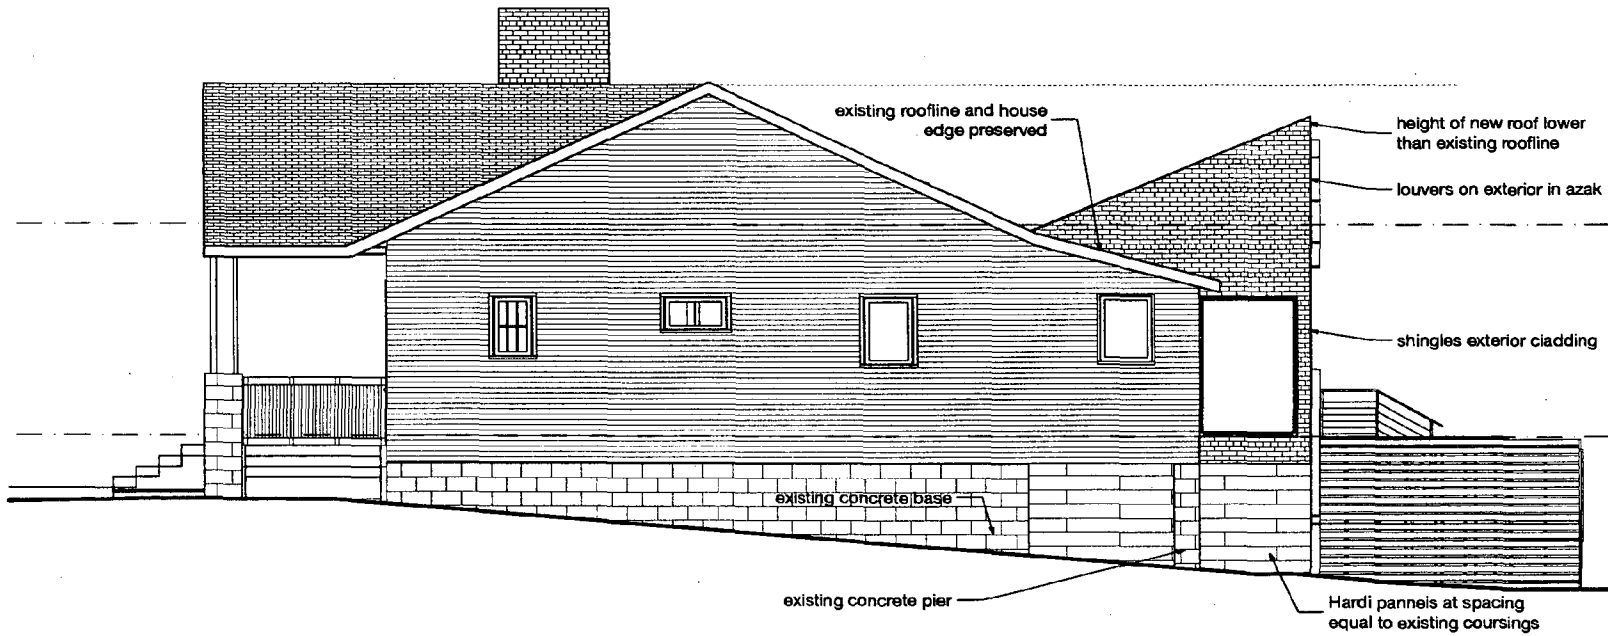 existing roofline and house
edge preserved
height of new roof lower
than existing roofline
louvers on exterior in azak
shingles exterior cladding
existing concrete base
existing concrete pier
Hardi pannels at spacing
equal to existing coursings